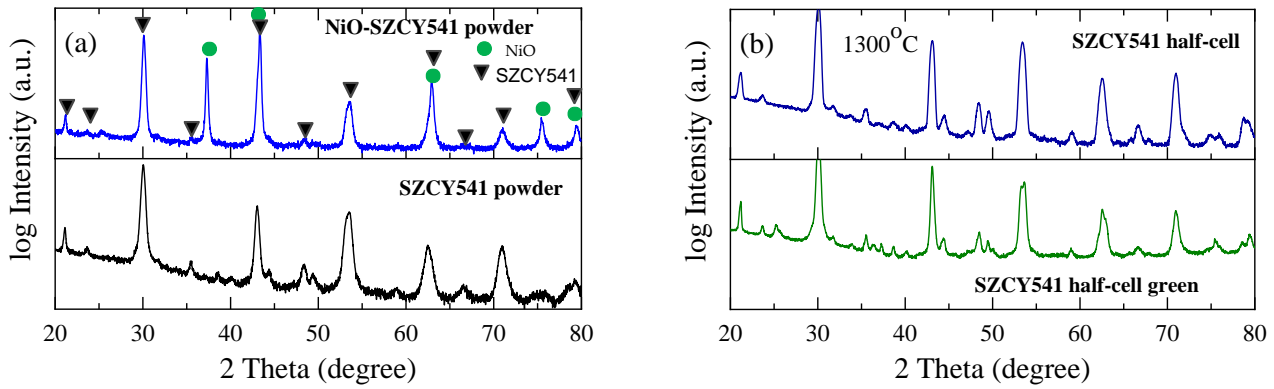 (a)
NiO-SZCY541 powder
NiO
SZCY541
SZCY541 powder
log Intensity (a.u.)
20 30 40 50 60 70 80
2 Theta (degree)
(b)
1300°C
SZCY541 half-cell
SZCY541 half-cell green
log Intensity (a.u.)
20 30 40 50 60 70 80
2 Theta (degree)